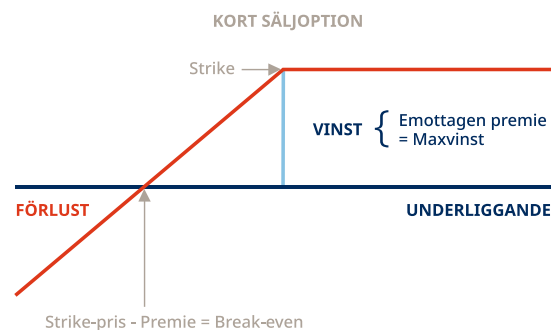 KORT SÄLJOPTION
Strike
VINST { Emottagen premie
= Maxvinst
FÖRLUST
UNDERLIGGANDE
Strike-pris - Premie = Break-even